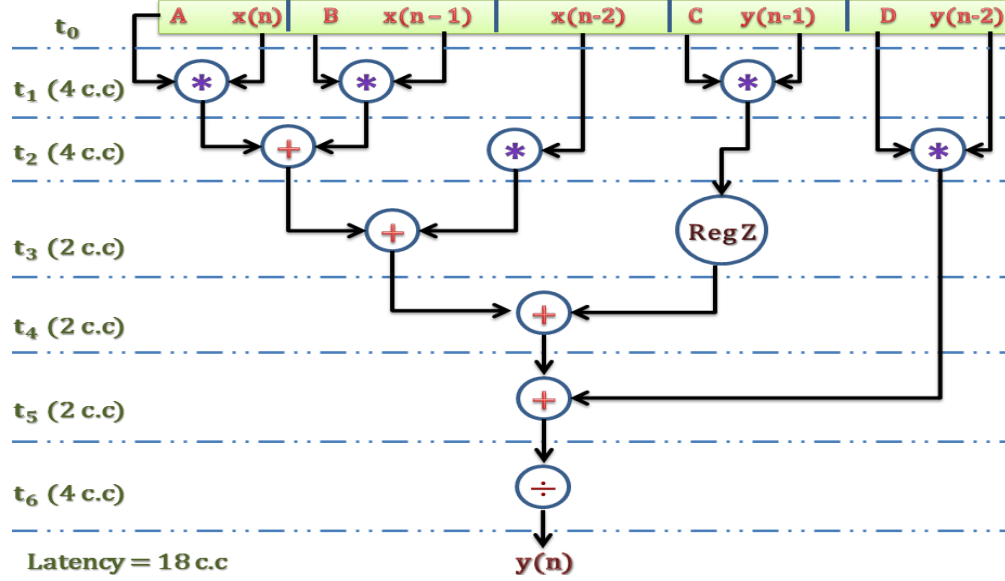 A x(n) B x(n – 1) x(n-2) C y(n-1) D y(n-2)
t₀
* * *
t₁ (4 c.c)
+ * *
t₂ (4 c.c)
+ Reg Z
t₃ (2 c.c)
+
t₄ (2 c.c)
+
t₅ (2 c.c)
÷
t₆ (4 c.c)
Latency = 18 c.c y(n)